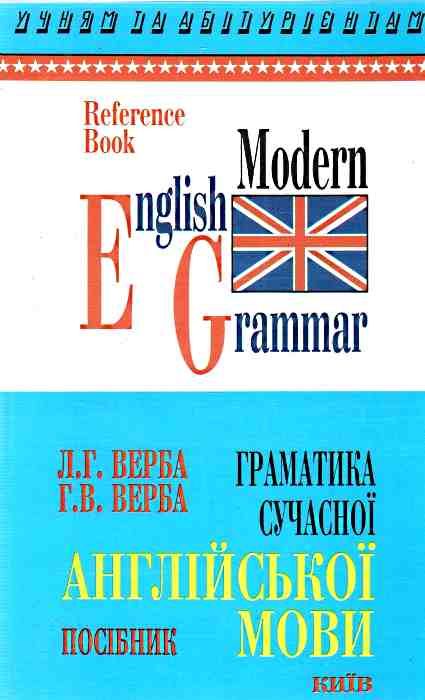 УЧНЯМ ТА АБІТУРІЄНТАМ
Reference
Book
Modern
English
Grammar
Л.Г. ВЕРБА
Г.В. ВЕРБА
ГРАМАТИКА
СУЧАСНОЇ
АНГЛІЙСЬКОЇ
ПОСІБНИК
МОВИ
КИЇВ